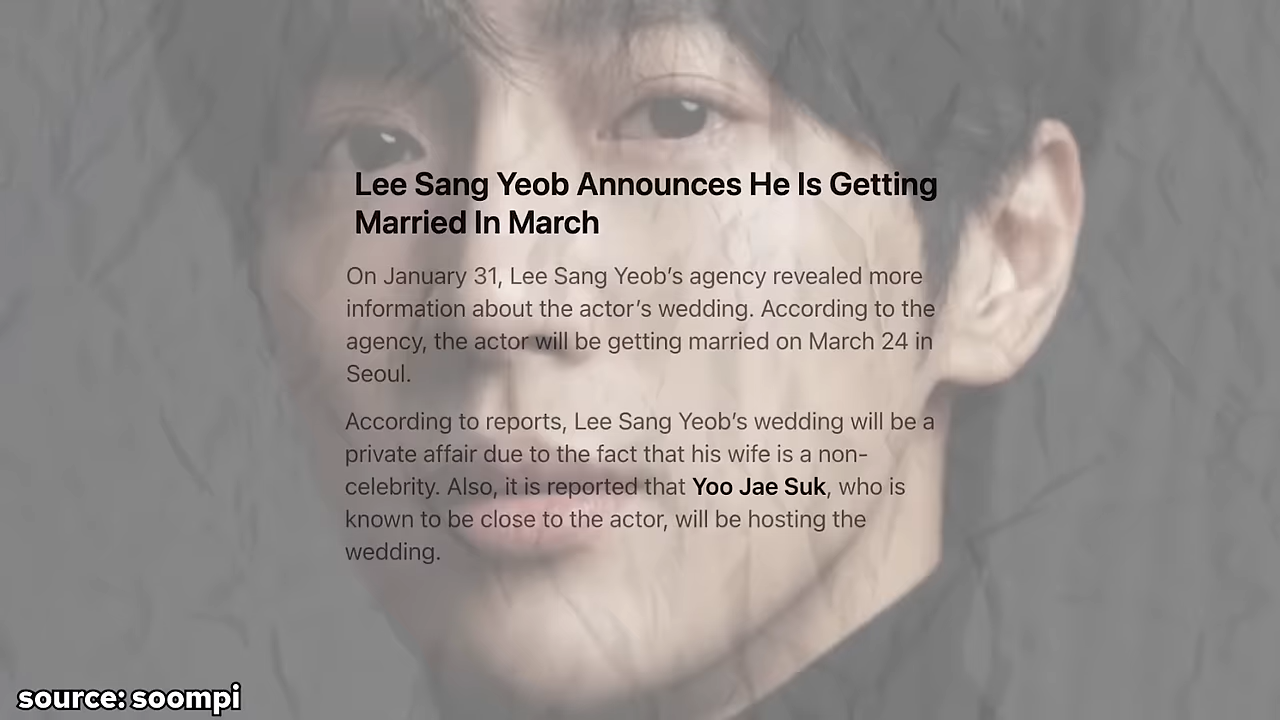 Lee Sang Yeob Announces He Is Getting
Married In March
On January 31, Lee Sang Yeob’s agency revealed more
information about the actor’s wedding. According to the
agency, the actor will be getting married on March 24 in
Seoul.
According to reports, Lee Sang Yeob’s wedding will be a
private affair due to the fact that his wife is a non-
celebrity. Also, it is reported that Yoo Jae Suk, who is
known to be close to the actor, will be hosting the
wedding.
source: soompi